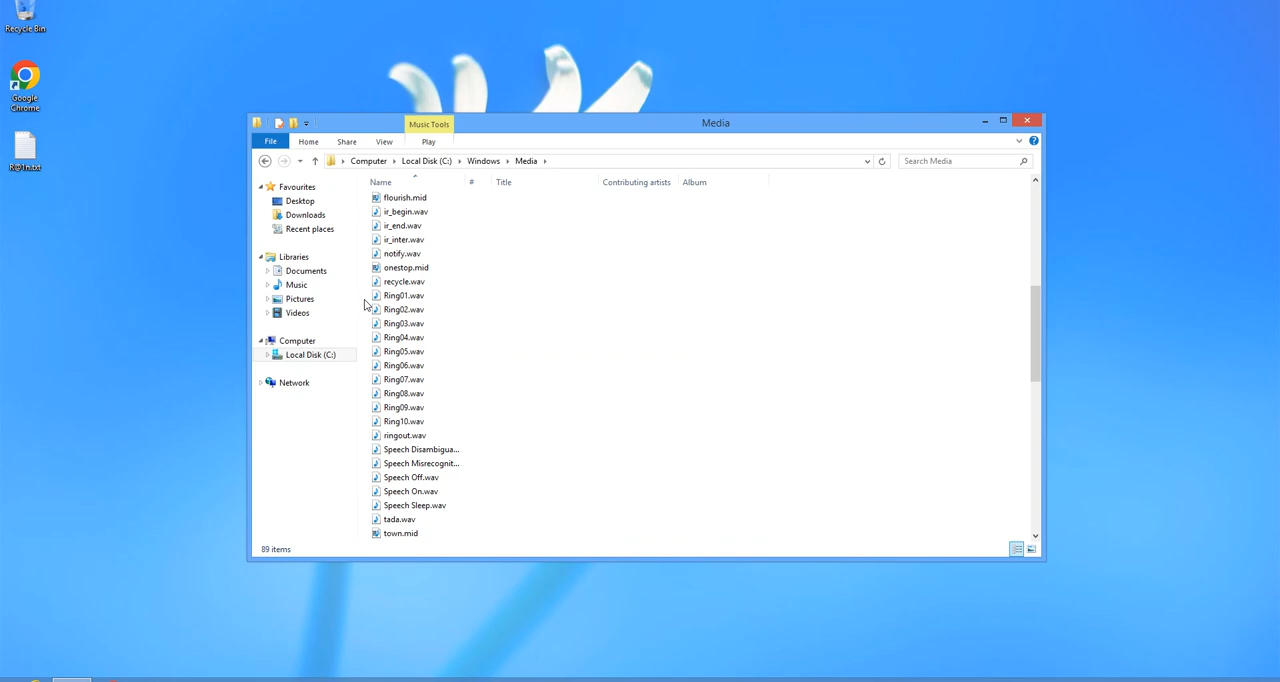 Recycle Bin
Google
Chrome
R@1n.txt
Music Tools
Media
File
Home
Share
View
Play
Computer
Local Disk (C:)
Windows
Media
Search Media
Name
#
Title
Contributing artists
Album
Favourites
Desktop
Downloads
Recent places
Libraries
Documents
Music
Pictures
Videos
Computer
Local Disk (C:)
Network
flourish.mid
ir_begin.wav
ir_end.wav
ir_inter.wav
notify.wav
onestop.mid
recycle.wav
Ring01.wav
Ring02.wav
Ring03.wav
Ring04.wav
Ring05.wav
Ring06.wav
Ring07.wav
Ring08.wav
Ring09.wav
Ring10.wav
ringout.wav
Speech Disambigua...
Speech Misrecognit...
Speech Off.wav
Speech On.wav
Speech Sleep.wav
tada.wav
town.mid
89 items